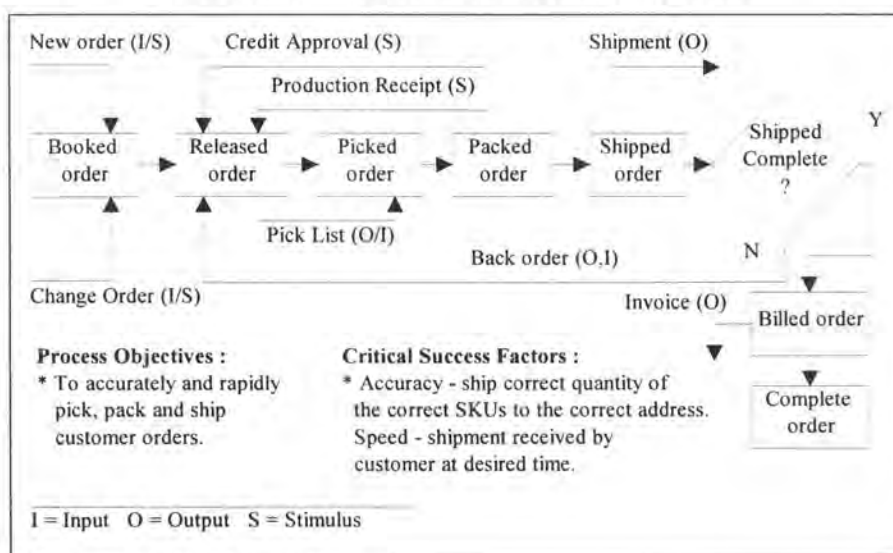 New order (I/S) Credit Approval (S) Shipment (O)
Production Receipt (S)
Y
Booked order
Released order
Picked order
Packed order
Shipped order
Shipped Complete ?
Pick List (O/I)
Back order (O,I)
N
Change Order (I/S)
Invoice (O)
Billed order
Process Objectives :
* To accurately and rapidly
pick, pack and ship
customer orders.
Critical Success Factors :
* Accuracy - ship correct quantity of
the correct SKUs to the correct address.
Speed - shipment received by
customer at desired time.
Complete
order
I = Input O = Output S = Stimulus